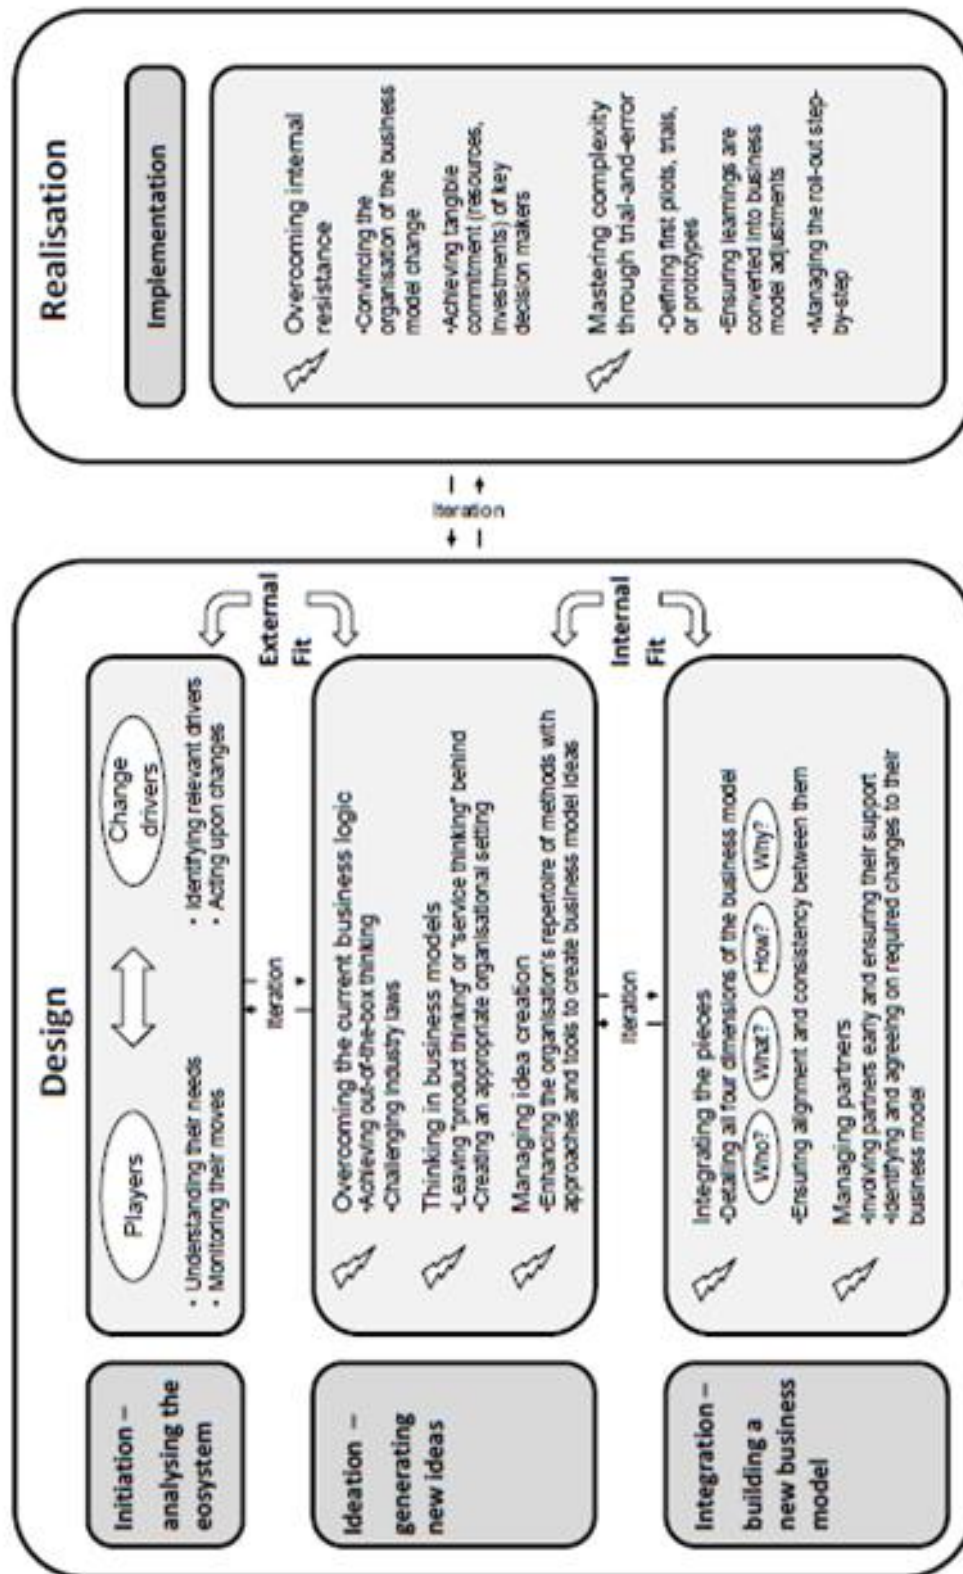 Design
Initiation –
analysing the
eosystem
Players
Change
drivers
• Understanding their needs
• Monitoring their moves
• Identifying relevant drivers
• Acting upon changes
Iteration
External
Fit
Ideation –
generating
new ideas
Overcoming the current business logic
•Achieving out-of-the-box thinking
•Challenging industry laws
Thinking in business models
•Leaving "product thinking" or "service thinking" behind
•Creating an appropriate organisational setting
Managing idea creation
•Enhancing the organisation's repertoire of methods with
approaches and tools to create business model ideas
Iteration
Internal
Fit
Integration –
building a
new business
model
Integrating the pieces
•Detailing all four dimensions of the business model
Who?
What?
How?
Why?
•Ensuring alignment and consistency between them
Managing partners
•Involving partners early and ensuring their support
•Identifying and agreeing on required changes to their
business model
Iteration
Realisation
Implementation
Overcoming internal
resistance
•Convincing the
organisation of the business
model change
•Achieving tangible
commitment (resources,
investments) of key
decision makers
Mastering complexity
through trial-and-error
•Defining first pilots, trials,
or prototypes
•Ensuring learnings are
converted into business
model adjustments
•Managing the roll-out step-
by-step